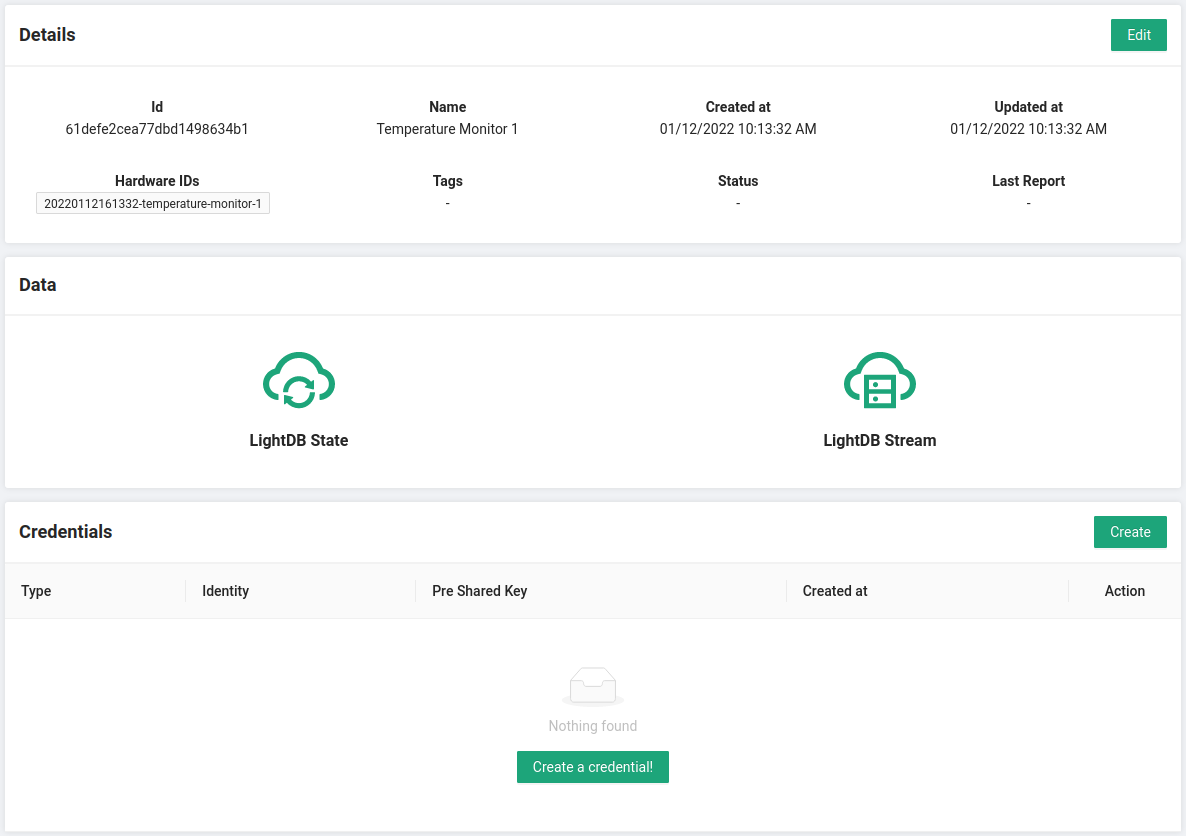 Details
Edit
Id
Name
Created at
Updated at
61defe2cea77dbd1498634b1
Temperature Monitor 1
01/12/2022 10:13:32 AM
01/12/2022 10:13:32 AM
Hardware IDs
Tags
Status
Last Report
20220112161332-temperature-monitor-1
-
-
-
Data
LightDB State
LightDB Stream
Credentials
Create
Type
Identity
Pre Shared Key
Created at
Action
Nothing found
Create a credential!